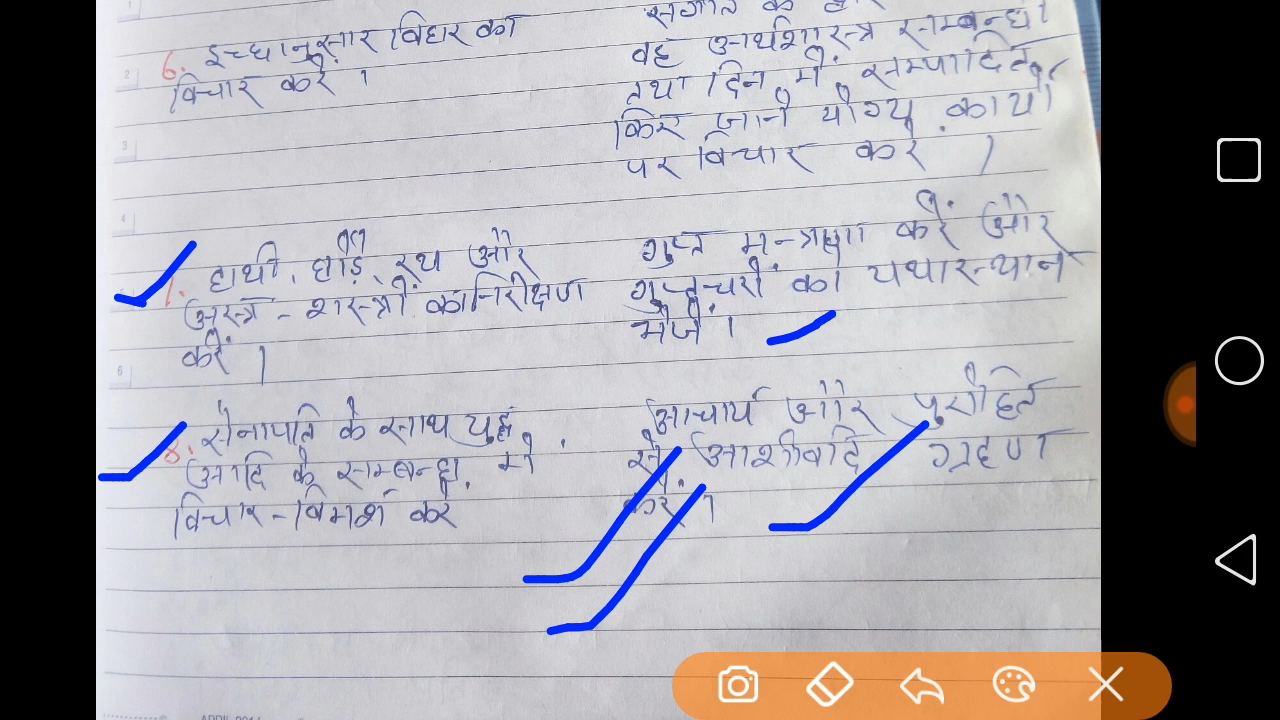 6. इच्छानुसार विहार का
विचार करें ।
वह अर्थशास्त्र सम्बन्धी
तथा दिन में सम्पादित
किए जाने योग्य कार्यों
पर विचार करें ।
7. हाथी, घोड़े, रथ और
अस्त्र - शस्त्रों का निरीक्षण
करें ।
गुप्त मन्त्रणा करें और
गुप्तचरों को यथास्थान
भेजें ।
8. सेनापति के साथ युद्ध
आदि के सम्बन्ध में
विचार - विमर्श करें
आचार्य और पुरोहित
से आशीर्वाद ग्रहण
करें ।